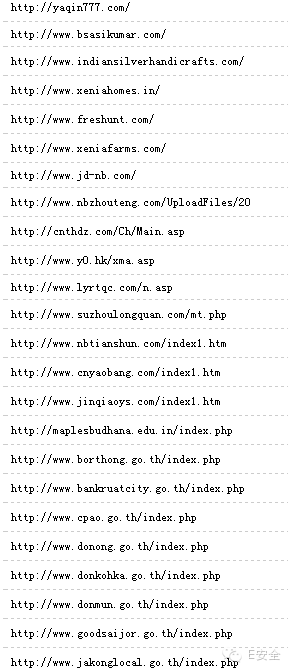 http://yaqin777.com/
http://www.bsasikumar.com/
http://www.indiansilverhandicrafts.com/
http://www.xeniahomes.in/
http://www.freshunt.com/
http://www.xeniafarms.com/
http://www.jd-nb.com/
http://www.nbzhouteng.com/UploadFiles/20
http://cnthdz.com/Ch/Main.asp
http://www.y0.hk/xma.asp
http://www.lyrtqc.com/n.asp
http://www.suzhoulongquan.com/mt.php
http://www.nbtianshun.com/index1.htm
http://www.cnyaobang.com/index1.htm
http://www.jinqiaoys.com/index1.htm
http://maplesbudhana.edu.in/index.php
http://www.borthong.go.th/index.php
http://www.bankruatcity.go.th/index.php
http://www.cpao.go.th/index.php
http://www.donong.go.th/index.php
http://www.donkohka.go.th/index.php
http://www.donmun.go.th/index.php
http://www.goodsaijor.go.th/index.php
http://www.jakonglocal.go.th/index.php
E安全